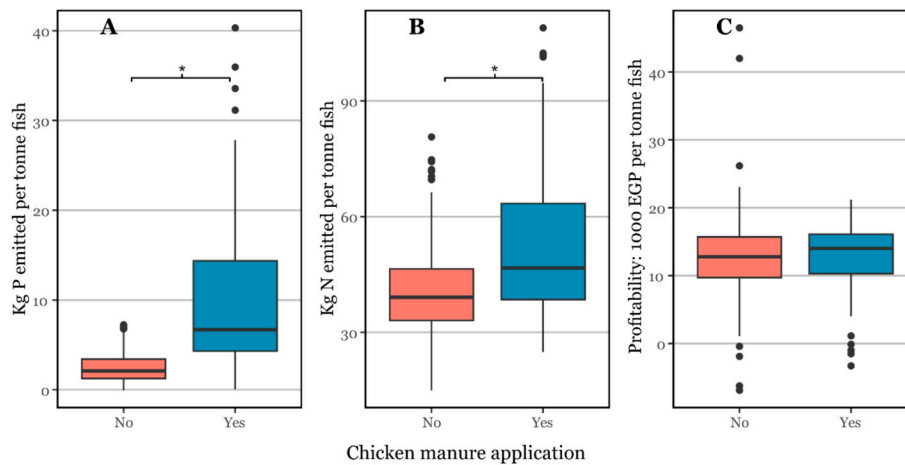 A
B
C
Kg P emitted per tonne fish
40
30
20
10
0
*
No
Yes
Kg N emitted per tonne fish
90
60
30
*
No
Yes
Profitability: 1000 EGP per tonne fish
40
30
20
10
0
No
Yes
Chicken manure application